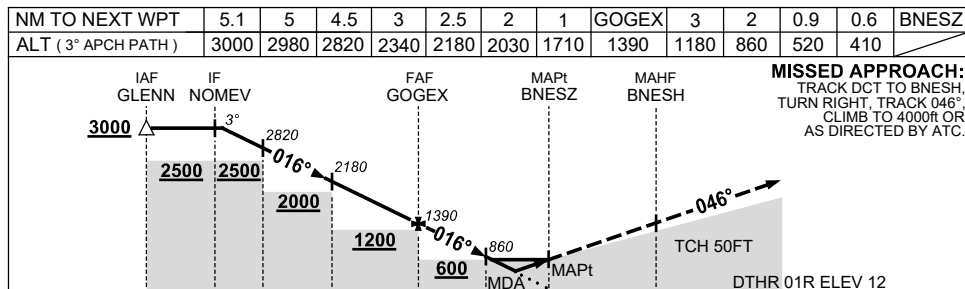 NM TO NEXT WPT 5.1 5 4.5 3 2.5 2 1 GOGEX 3 2 0.9 0.6 BNESZ
ALT ( 3° APCH PATH ) 3000 2980 2820 2340 2180 2030 1710 1390 1180 860 520 410
MISSED APPROACH:
TRACK DCT TO BNESH,
TURN RIGHT, TRACK 046°,
CLIMB TO 4000ft OR
AS DIRECTED BY ATC.
IAF IF FAF MAPt MAHF
GLENN NOMEV GOGEX BNESZ BNESH
3000 3°
2820
016°
2500 2500 2180
2000 046°
1390
1200 016°
860 TCH 50FT
600 MAPt
MDA DTHR 01R ELEV 12